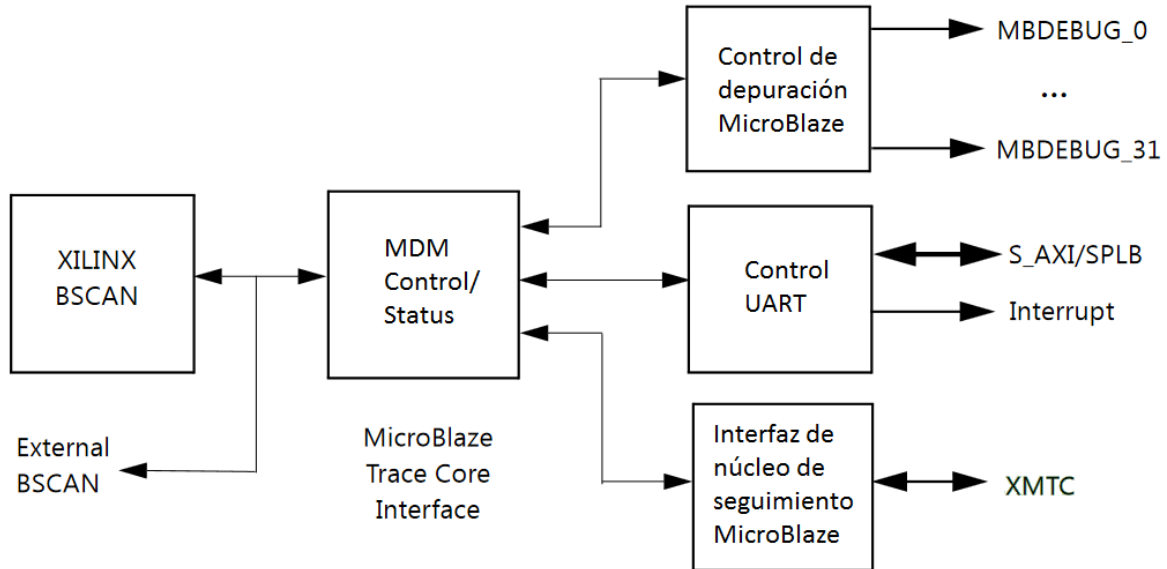 Control de
depuración
MicroBlaze
MBDEBUG_0
...
MBDEBUG_31
XILINX
BSCAN
MDM
Control/
Status
Control
UART
S_AXI/SPLB
Interrupt
External
BSCAN
MicroBlaze
Trace Core
Interface
Interfaz de
núcleo de
seguimiento
MicroBlaze
XMTC